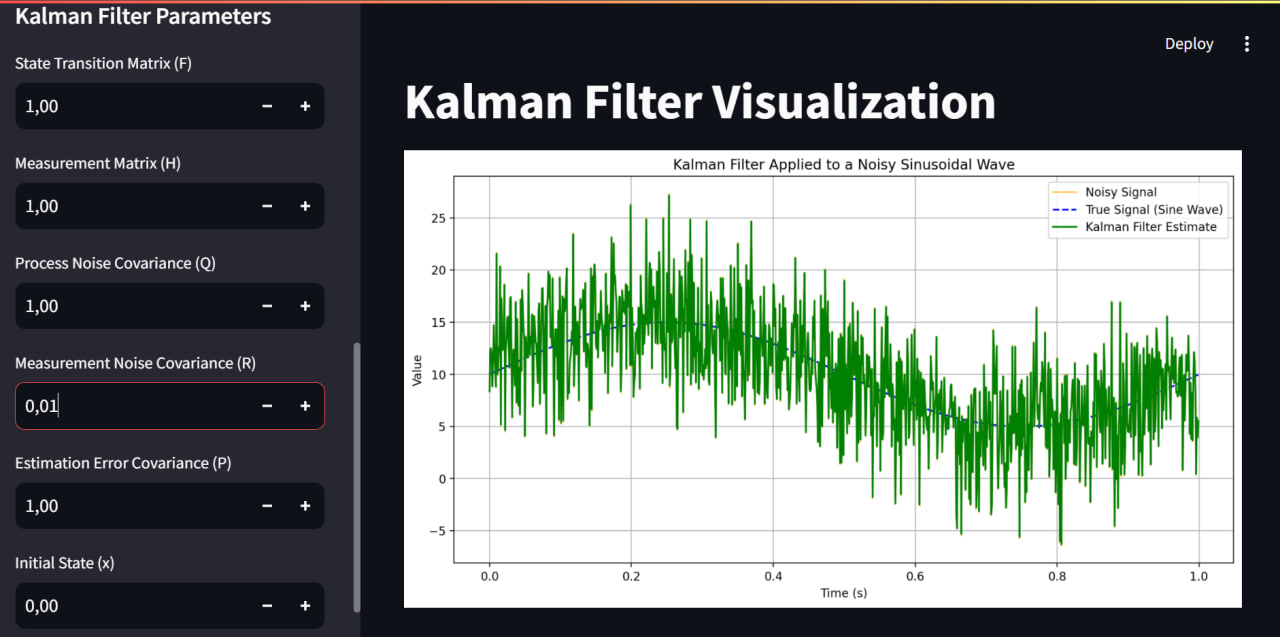 Kalman Filter Parameters
State Transition Matrix (F)
1,00
Measurement Matrix (H)
1,00
Process Noise Covariance (Q)
1,00
Measurement Noise Covariance (R)
0,01
Estimation Error Covariance (P)
1,00
Initial State (x)
0,00
Deploy
Kalman Filter Visualization
Kalman Filter Applied to a Noisy Sinusoidal Wave
Noisy Signal
True Signal (Sine Wave)
Kalman Filter Estimate
Value
25
20
15
10
5
0
−5
0.0 0.2 0.4 0.6 0.8 1.0
Time (s)